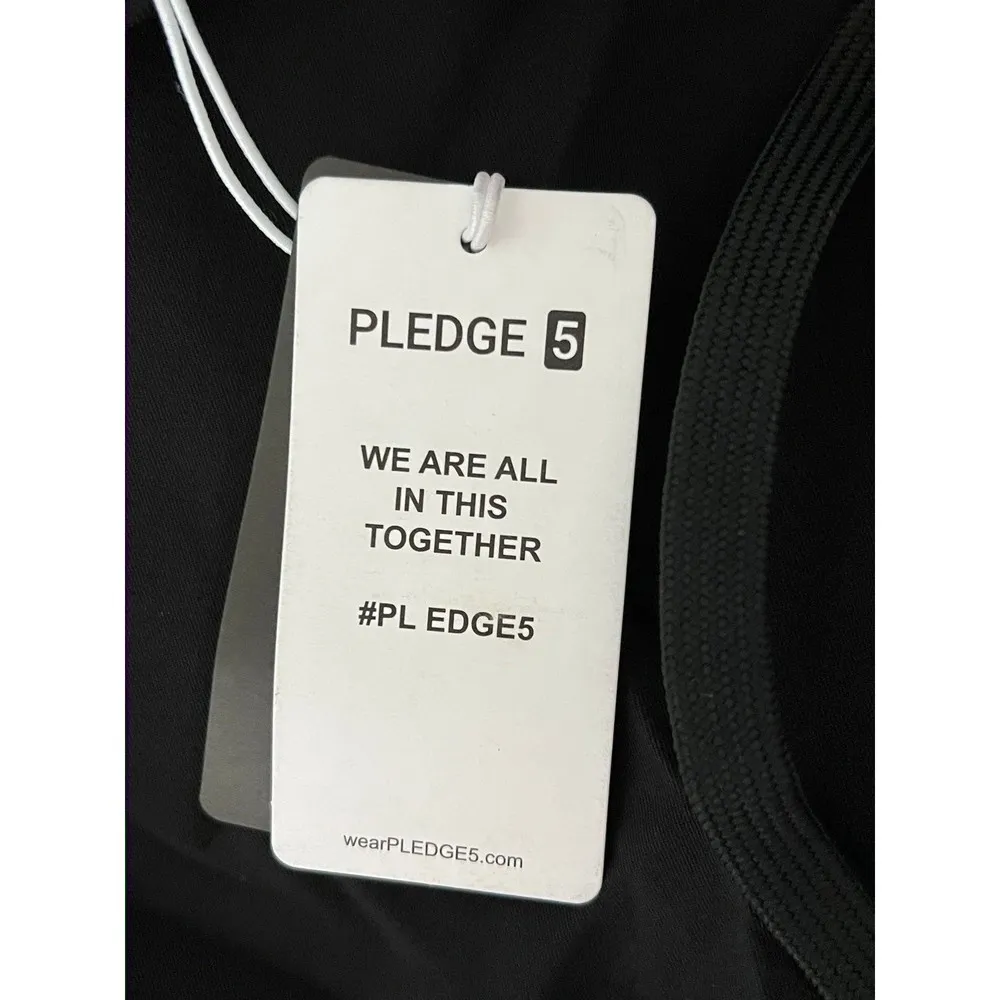 PLEDGE 5
WE ARE ALL
IN THIS
TOGETHER
#PL EDGE5
wearPLEDGE5.com